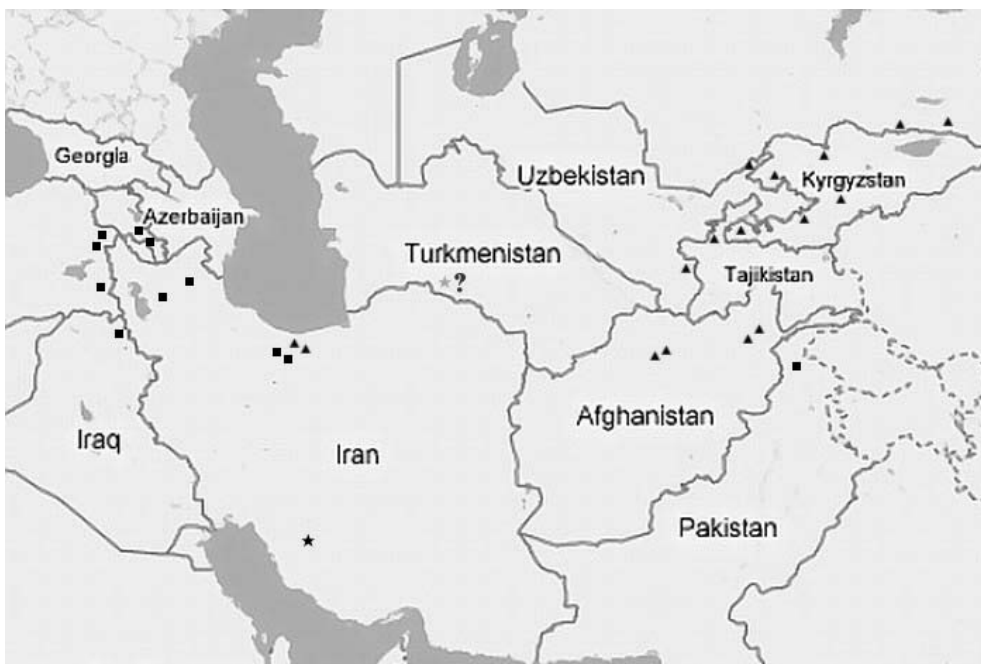 Georgia
Uzbekistan
Kyrgyzstan
Azerbaijan
Turkmenistan
?
Tajikistan
Afghanistan
Iraq
Iran
Pakistan